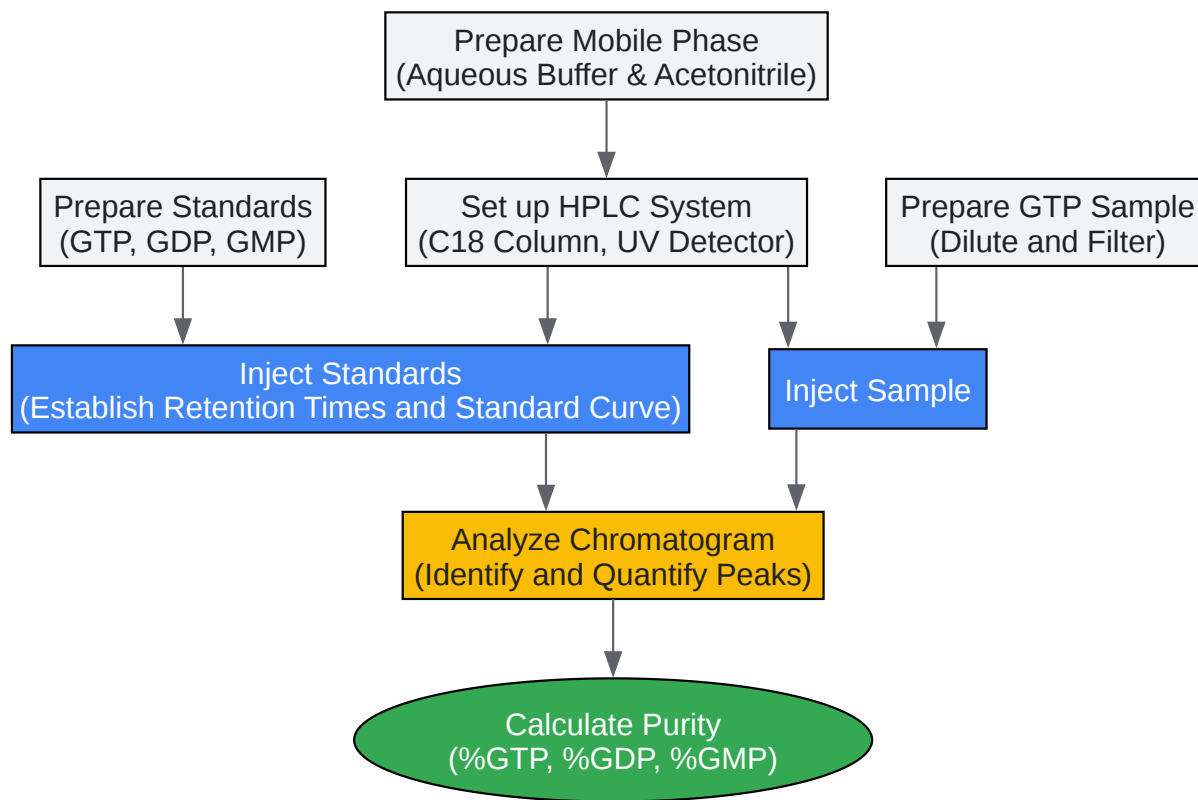 Prepare Mobile Phase
(Aqueous Buffer & Acetonitrile)
Prepare Standards
(GTP, GDP, GMP)
Set up HPLC System
(C18 Column, UV Detector)
Prepare GTP Sample
(Dilute and Filter)
Inject Standards
(Establish Retention Times and Standard Curve)
Inject Sample
Analyze Chromatogram
(Identify and Quantify Peaks)
Calculate Purity
(%GTP, %GDP, %GMP)